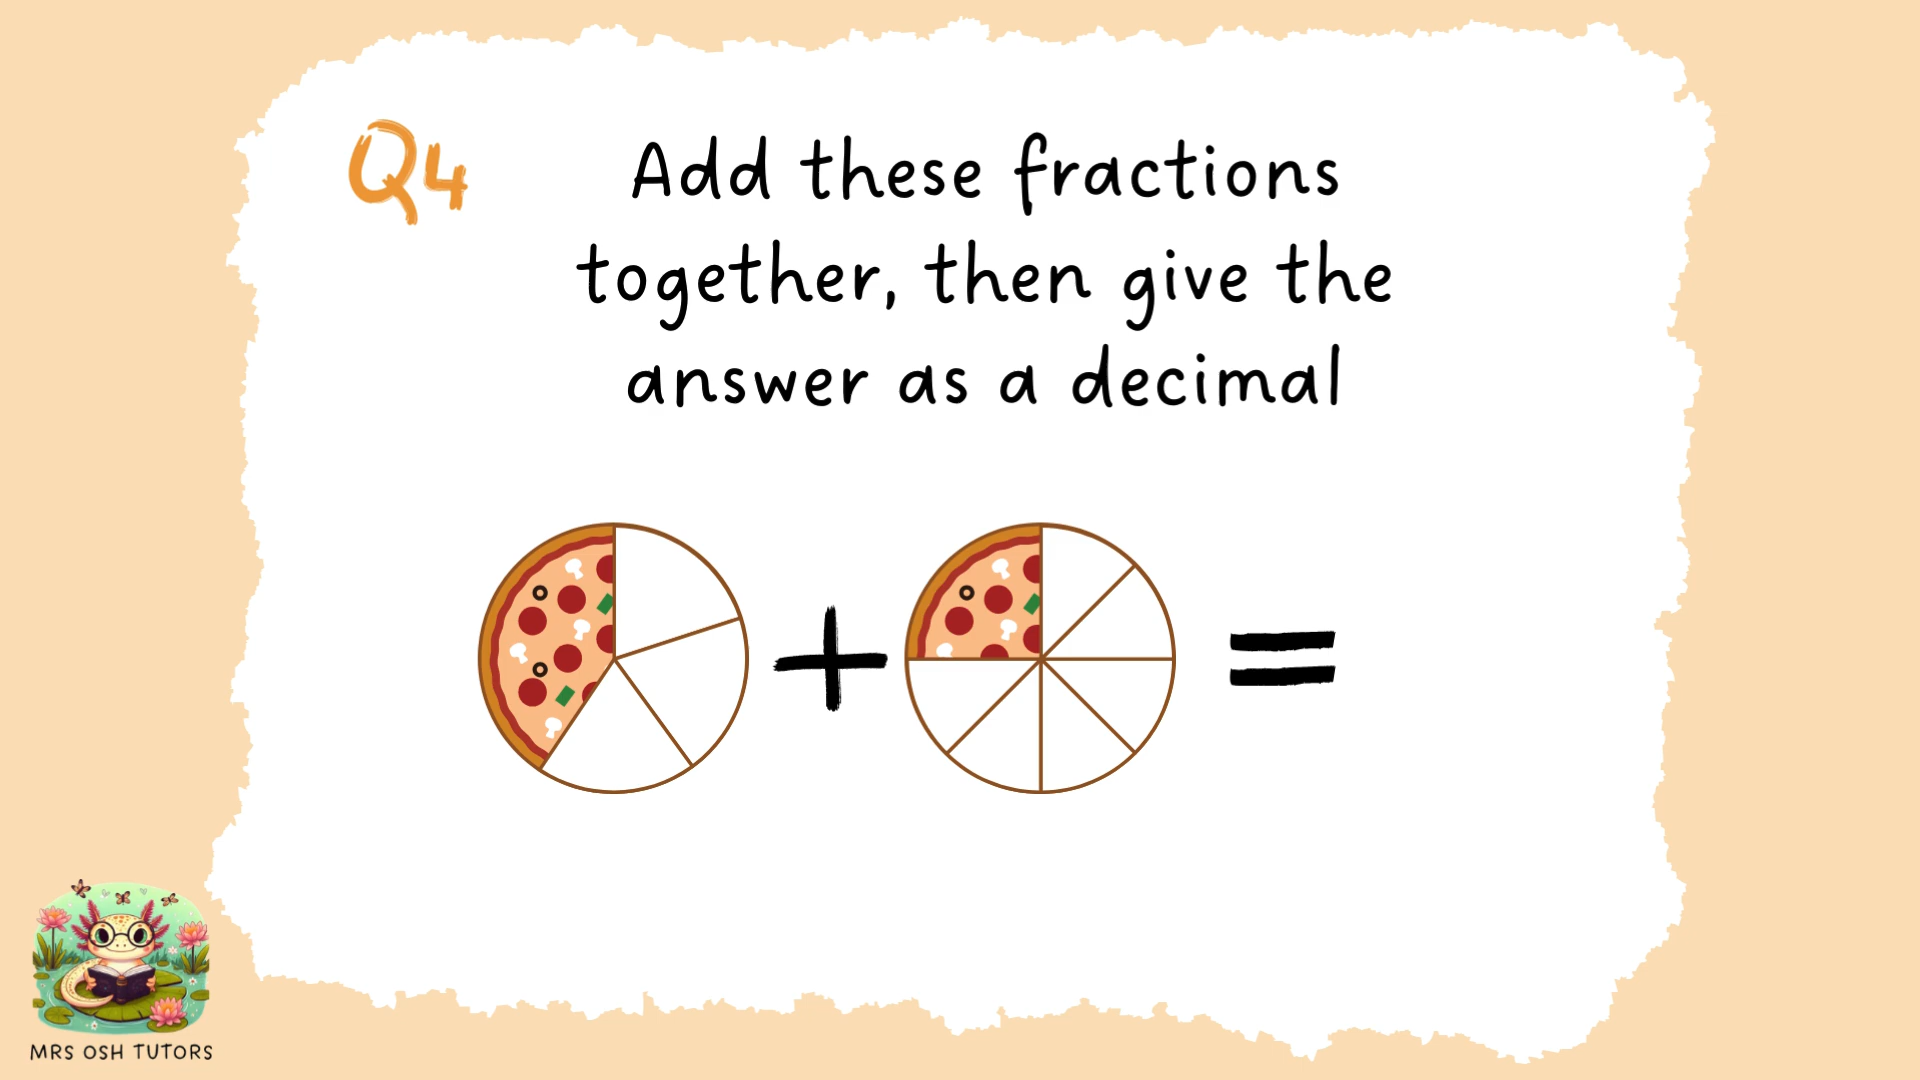 Q4
Add these fractions
together, then give the
answer as a decimal
+ =
MRS OSH TUTORS